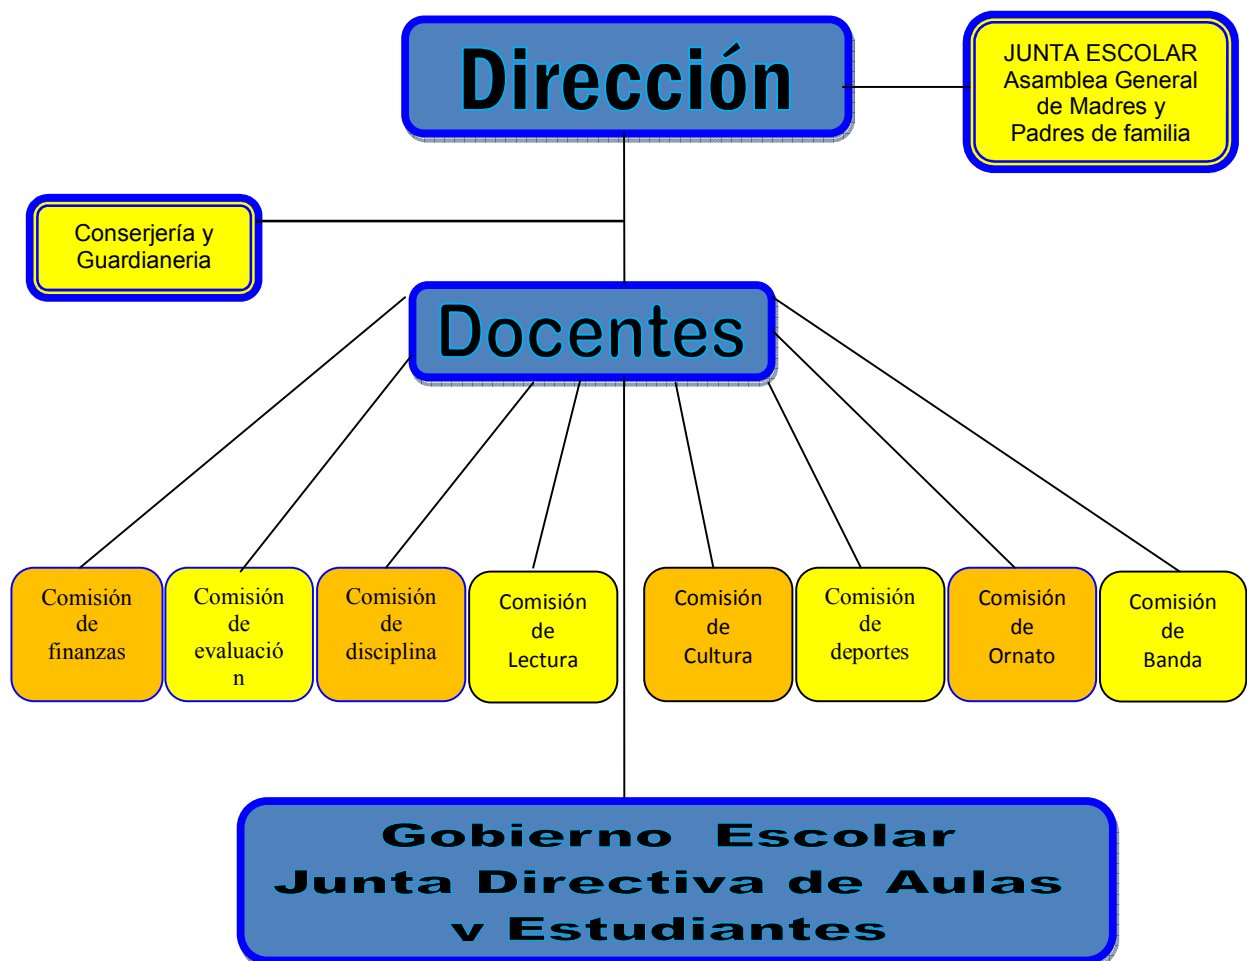 Dirección
JUNTA ESCOLAR
Asamblea General
de Madres y
Padres de familia
Conserjería y
Guardianeria
Docentes
Comisión
de
finanzas
Comisión
de
evaluació
n
Comisión
de
disciplina
Comisión
de
Lectura
Comisión
de
Cultura
Comisión
de
deportes
Comisión
de
Ornato
Comisión
de
Banda
Gobierno Escolar
Junta Directiva de Aulas
y Estudiantes